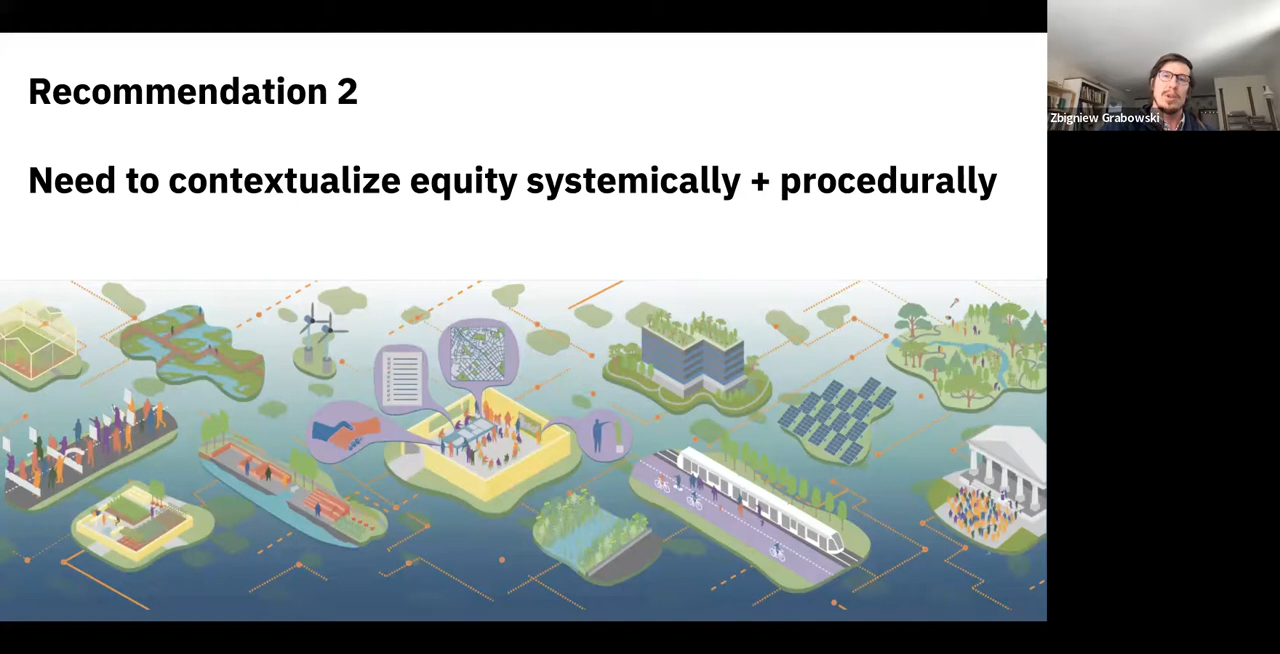 Recommendation 2
Need to contextualize equity systemically + procedurally
Zbigniew Grabowski